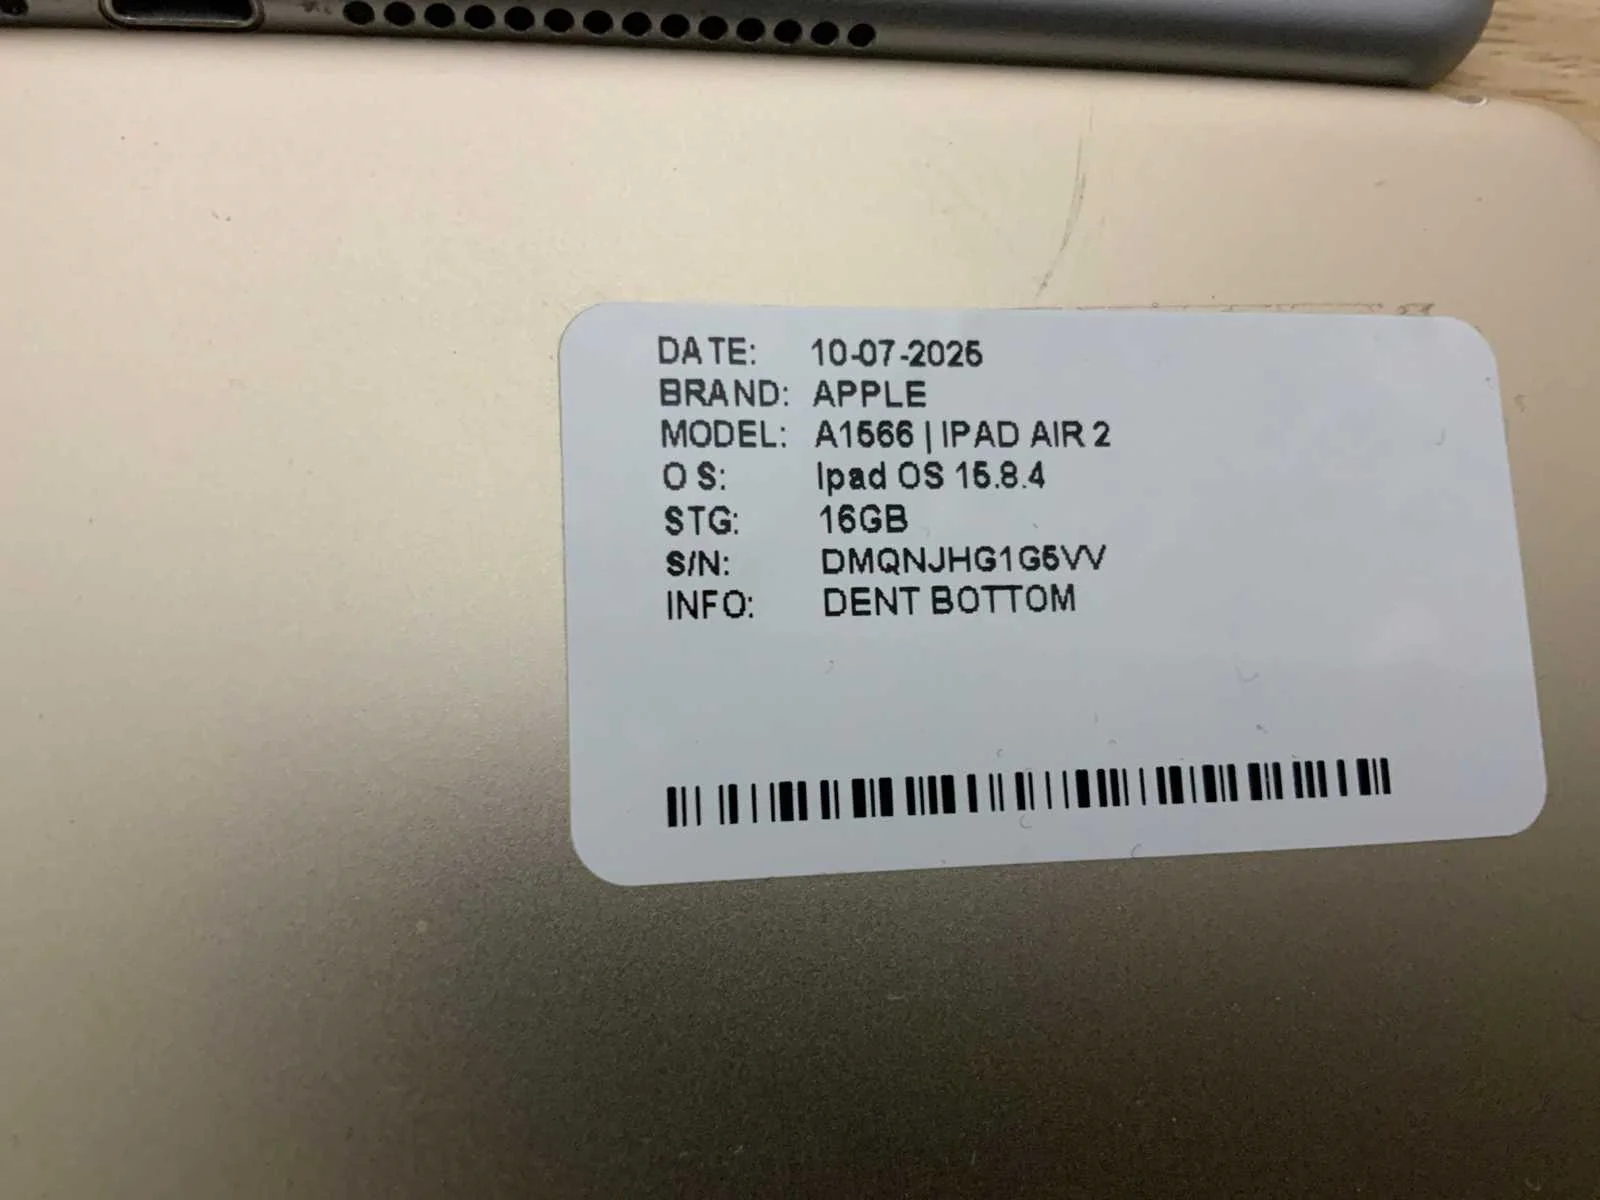 DATE: 10-07-2025
BRAND: APPLE
MODEL: A1566 | IPAD AIR 2
OS: Ipad OS 15.8.4
STG: 16GB
S/N: DMQNJHG1G5VV
INFO: DENT BOTTOM